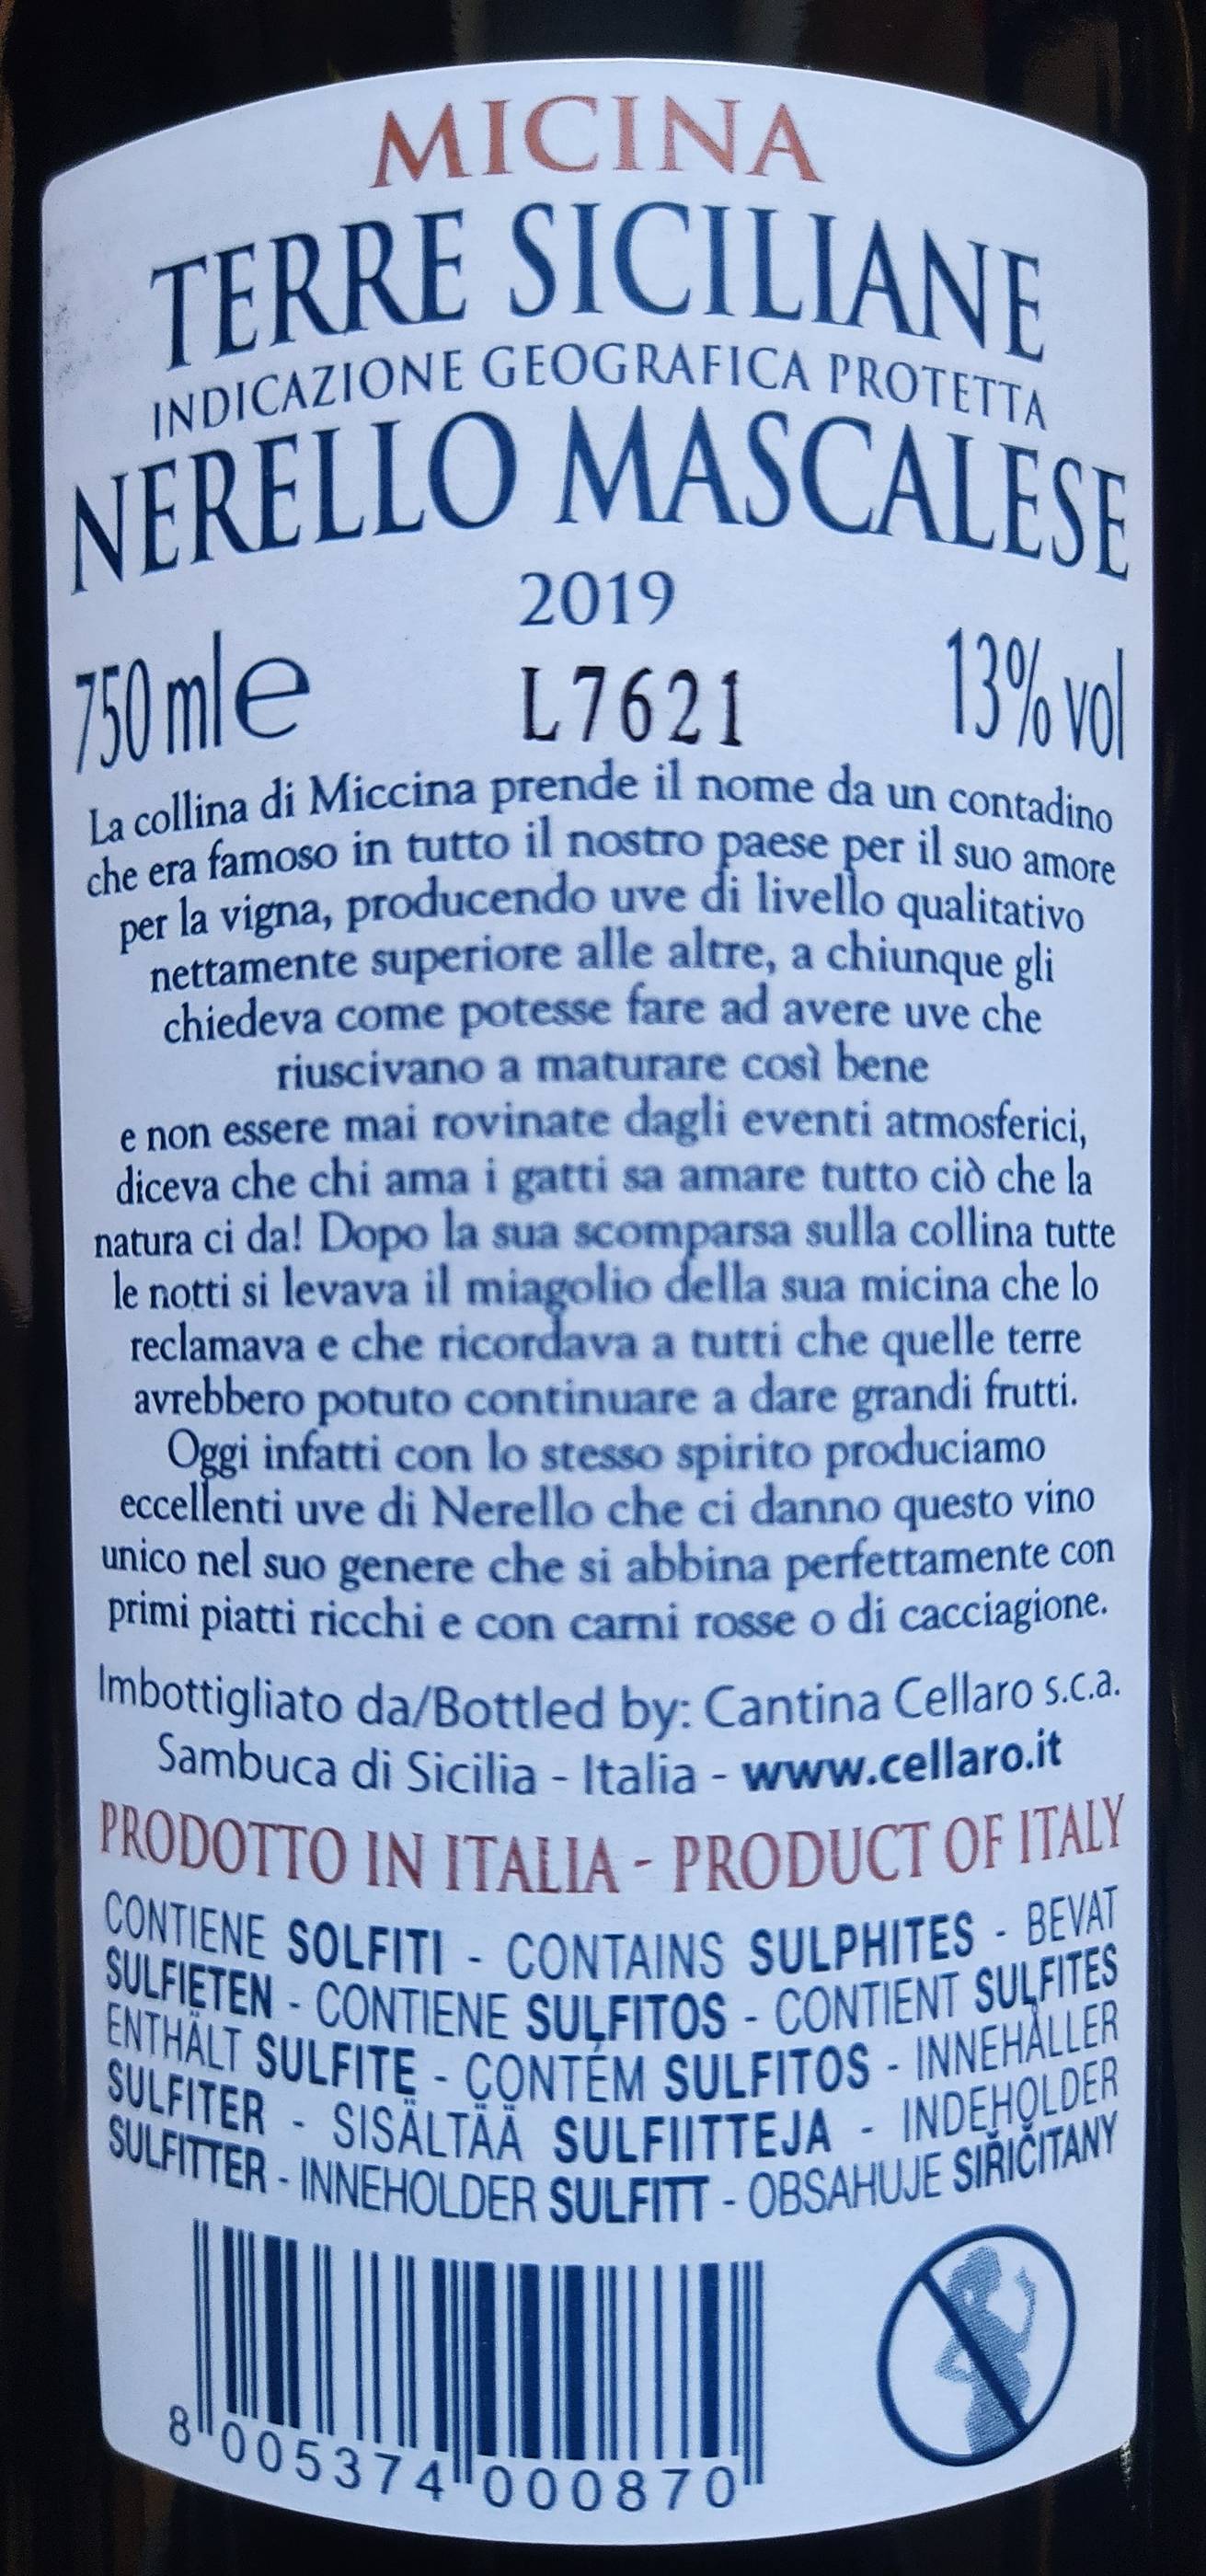 MICINA
TERRE SICILIANE
INDICAZIONE GEOGRAFICA PROTETTA
NERELLO MASCALESE
2019
750 ml e L7621 13% vol
La collina di Miccina prende il nome da un contadino
che era famoso in tutto il nostro paese per il suo amore
per la vigna, producendo uve di livello qualitativo
nettamente superiore alle altre, a chiunque gli
chiedeva come potesse fare ad avere uve che
riuscivano a maturare così bene
e non essere mai rovinate dagli eventi atmosferici,
diceva che chi ama i gatti sa amare tutto ciò che la
natura ci da! Dopo la sua scomparsa sulla collina tutte
le notti si levava il miagolio della sua micina che lo
reclamava e che ricordava a tutti che quelle terre
avrebbero potuto continuare a dare grandi frutti.
Oggi infatti con lo stesso spirito produciamo
eccellenti uve di Nerello che ci danno questo vino
unico nel suo genere che si abbina perfettamente con
primi piatti ricchi e con carni rosse o di cacciagione.
Imbottigliato da/Bottled by: Cantina Cellaro s.c.a.
Sambuca di Sicilia - Italia - www.cellaro.it
PRODOTTO IN ITALIA - PRODUCT OF ITALY
CONTIENE SOLFITI - CONTAINS SULPHITES - BEVAT
SULFIETEN - CONTIENE SULFITOS - CONTIENT SULFITES
ENTHÄLT SULFITE - CONTÉM SULFITOS - INNEHÅLLER
SULFITER - SISÄLTÄÄ SULFIITTEJA - INDEHOLDER
SULFITTER - INNEHOLDER SULFITT - OBSAHUJE SIŘIČITANY
8 005374 000870